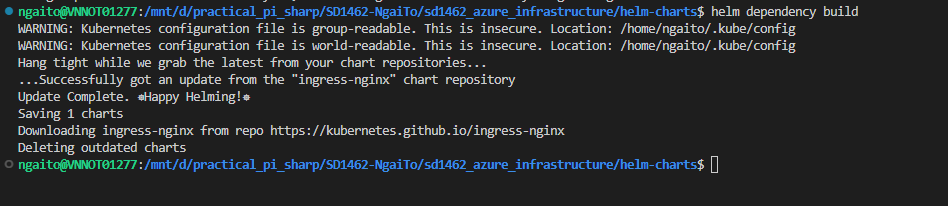 ngaito@VNNOT01277:/mnt/d/practical_pi_sharp/SD1462-NgaiTo/sd1462_azure_infrastructure/helm-charts$ helm dependency build
WARNING: Kubernetes configuration file is group-readable. This is insecure. Location: /home/ngaito/.kube/config
WARNING: Kubernetes configuration file is world-readable. This is insecure. Location: /home/ngaito/.kube/config
Hang tight while we grab the latest from your chart repositories...
...Successfully got an update from the "ingress-nginx" chart repository
Update Complete. ⎈Happy Helming!⎈
Saving 1 charts
Downloading ingress-nginx from repo https://kubernetes.github.io/ingress-nginx
Deleting outdated charts
ngaito@VNNOT01277:/mnt/d/practical_pi_sharp/SD1462-NgaiTo/sd1462_azure_infrastructure/helm-charts$